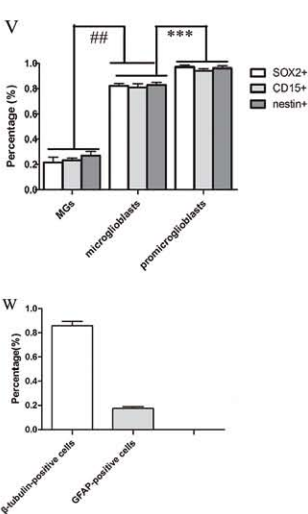 V
##
***
Percentage (%)
1.0
0.8
0.6
0.4
0.2
0.0
SOX2+
CD15+
nestin+
MGs
microglioblasts
promicroglioblasts
W
Percentage(%)
1.0
0.8
0.6
0.4
0.2
0.0
β-tubulin-positive cells
GFAP-positive cells